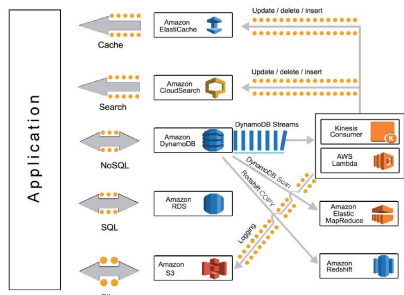 Application
Cache
Search
NoSQL
SQL
Amazon
ElastiCache
Amazon
CloudSearch
Amazon
DynamoDB
Amazon
RDS
Amazon
S3
Update / delete / insert
Update / delete / insert
DynamoDB Streams
DynamoDB Scan
Redshift COPY
Logging
Kinesis
Consumer
AWS
Lambda
Amazon
Elastic
MapReduce
Amazon
Redshift